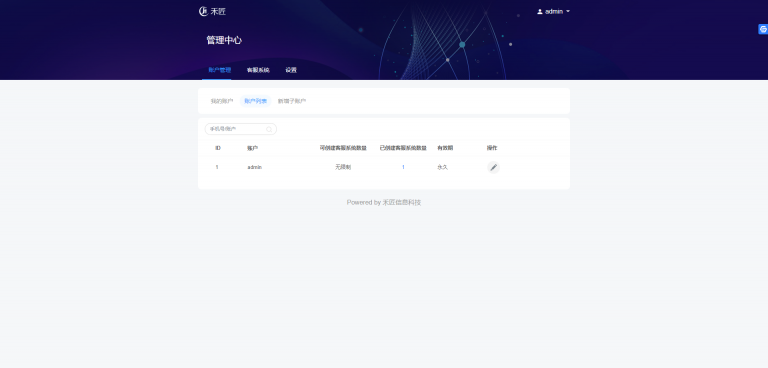 禾匠
admin
管理中心
账户管理 客服系统 设置
我的账户 账户列表 新增子账户
手机号/账户
ID 账户 可创建客服系统数量 已创建客服系统数量 有效期 操作
1 admin 无限制 1 永久
Powered by 禾匠信息科技